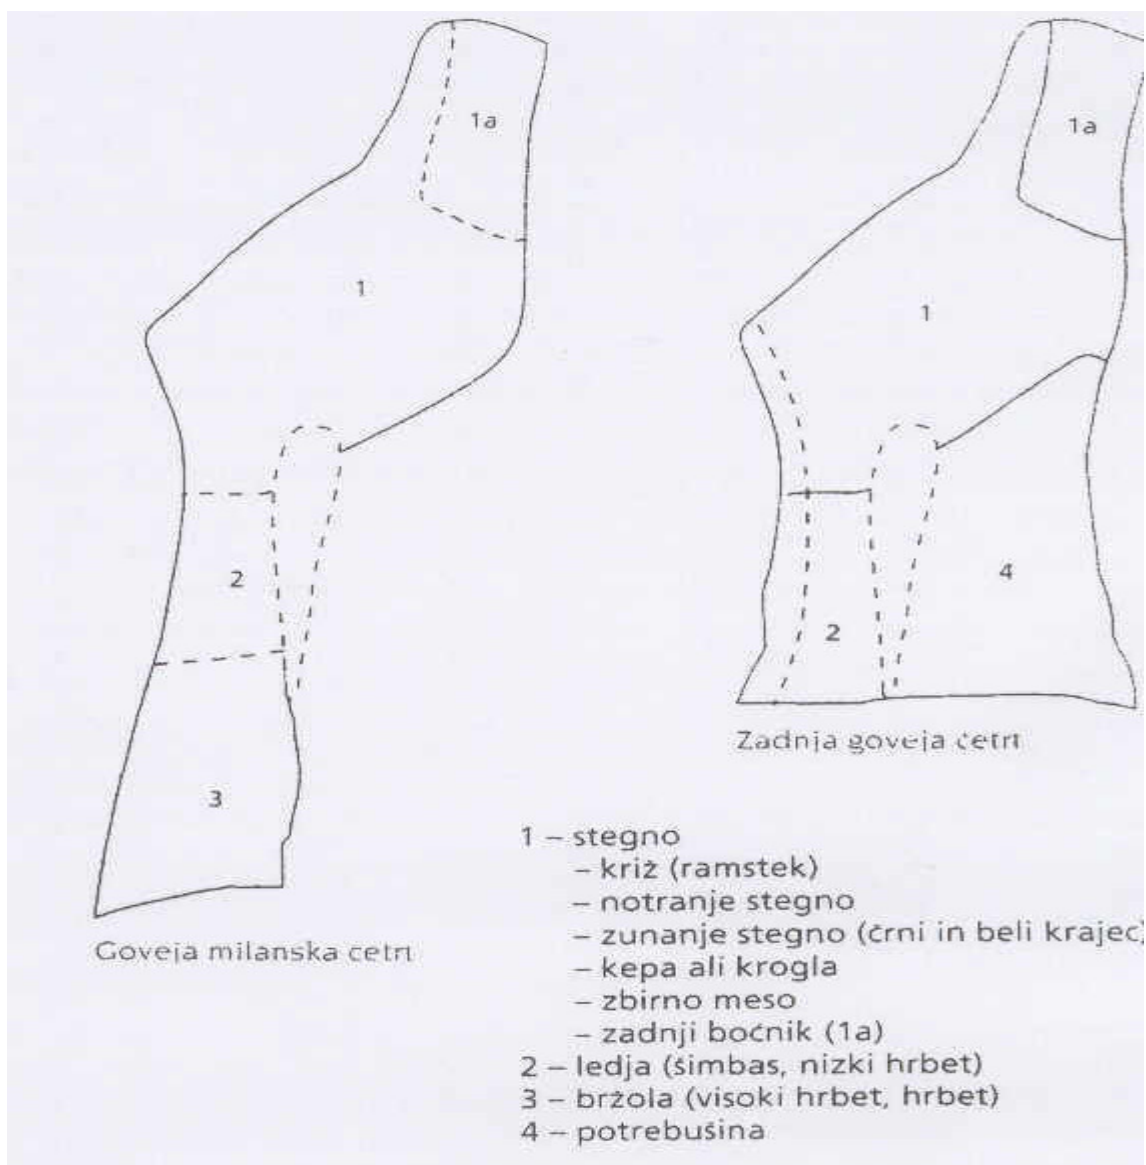 1a
1
2
3
Goveja milanska četrt
1a
1
2
4
Zadnja goveja četrt
1 – stegno
– križ (ramstek)
– notranje stegno
– zunanje stegno (črni in beli krajec)
– kepa ali krogla
– zbirno meso
– zadnji bočnik (1a)
2 – ledja (šimbas, nizki hrbet)
3 – bržola (visoki hrbet, hrbet)
4 – potrebušina